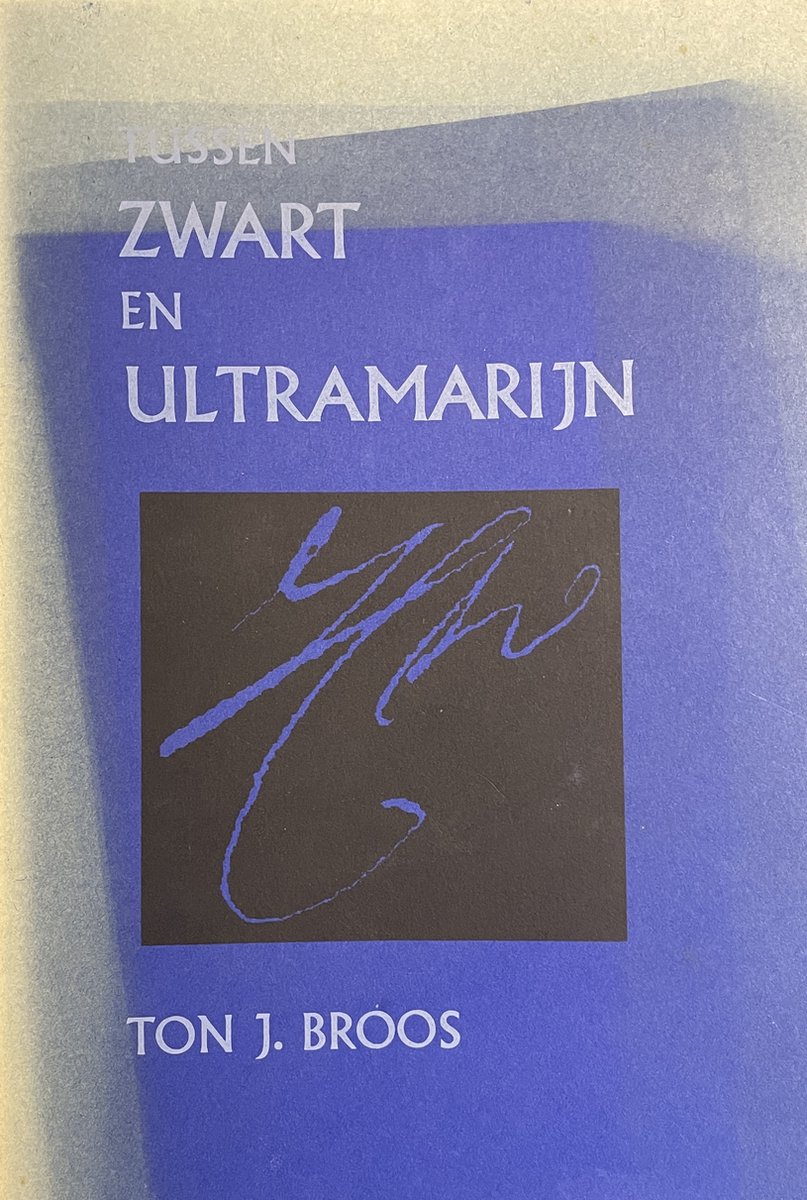 TUSSEN
ZWART
EN
ULTRAMARIJN
TON J. BROOS